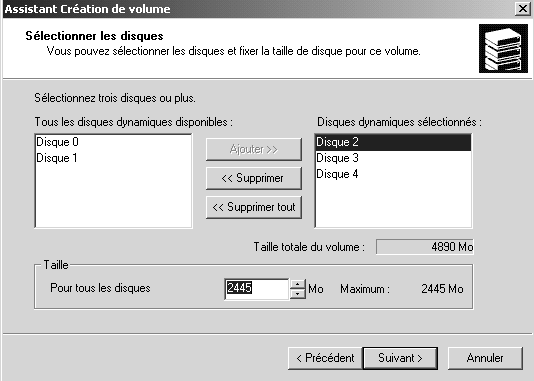 Assistant Création de volume
Sélectionner les disques
Vous pouvez sélectionner les disques et fixer la taille de disque pour ce volume.
Sélectionnez trois disques ou plus.
Tous les disques dynamiques disponibles :
Disque 0
Disque 1
Ajouter >>
<< Supprimer
<< Supprimer tout
Disques dynamiques sélectionnés :
Disque 2
Disque 3
Disque 4
Taille totale du volume : 4890 Mo
Taille
Pour tous les disques 2445 Mo Maximum : 2445 Mo
< Précédent Suivant > Annuler